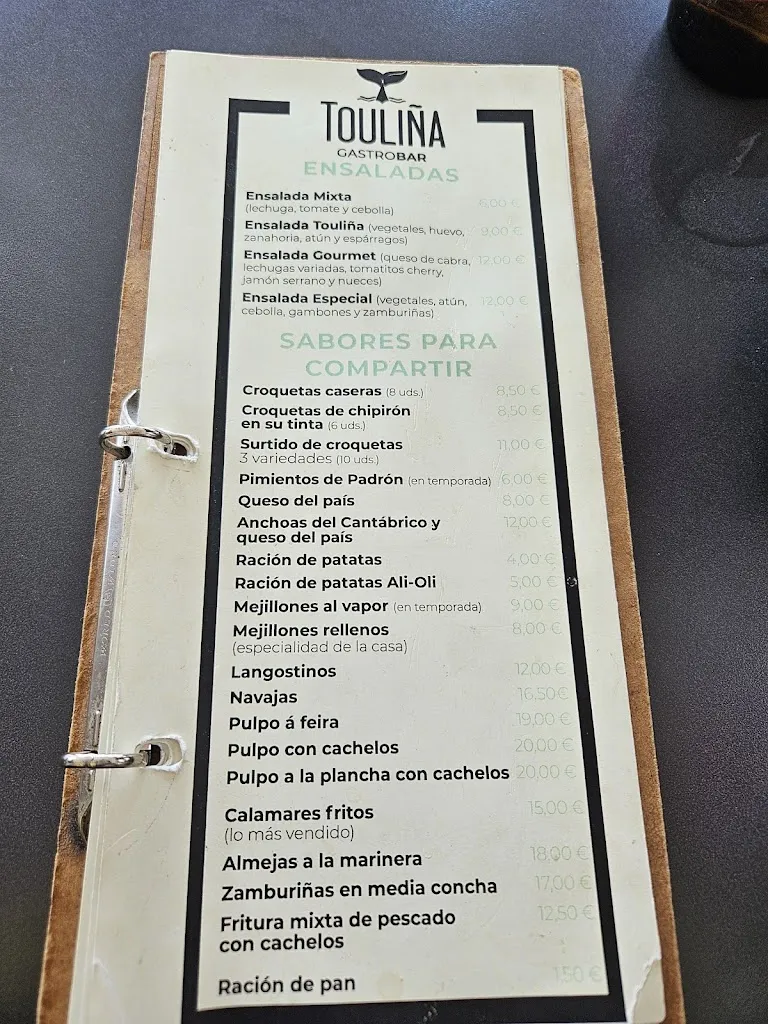 TOULIÑA
GASTROBAR
ENSALADAS
Ensalada Mixta
(lechuga, tomate y cebolla) 6,00 €
Ensalada Touliña (vegetales, huevo, 9,00 €
zanahoria, atún y espárragos)
Ensalada Gourmet (queso de cabra, 12,00 €
lechugas variadas, tomatitos cherry,
jamón serrano y nueces)
Ensalada Especial (vegetales, atún, 12,00 €
cebolla, gambones y zamburiñas)
SABORES PARA
COMPARTIR
Croquetas caseras (8 uds.) 8,50 €
Croquetas de chipirón 8,50 €
en su tinta (6 uds.)
Surtido de croquetas 11,00 €
3 variedades (10 uds.)
Pimientos de Padrón (en temporada) 6,00 €
Queso del país 8,00 €
Anchoas del Cantábrico y 12,00 €
queso del país
Ración de patatas 4,00 €
Ración de patatas Ali-Oli 5,00 €
Mejillones al vapor (en temporada) 9,00 €
Mejillones rellenos 8,00 €
(especialidad de la casa)
Langostinos 12,00 €
Navajas 16,50 €
Pulpo á feira 19,00 €
Pulpo con cachelos 20,00 €
Pulpo a la plancha con cachelos 20,00 €
Calamares fritos 15,00 €
(lo más vendido)
Almejas a la marinera 18,00 €
Zamburiñas en media concha 17,00 €
Fritura mixta de pescado 12,50 €
con cachelos
Ración de pan 1,50 €